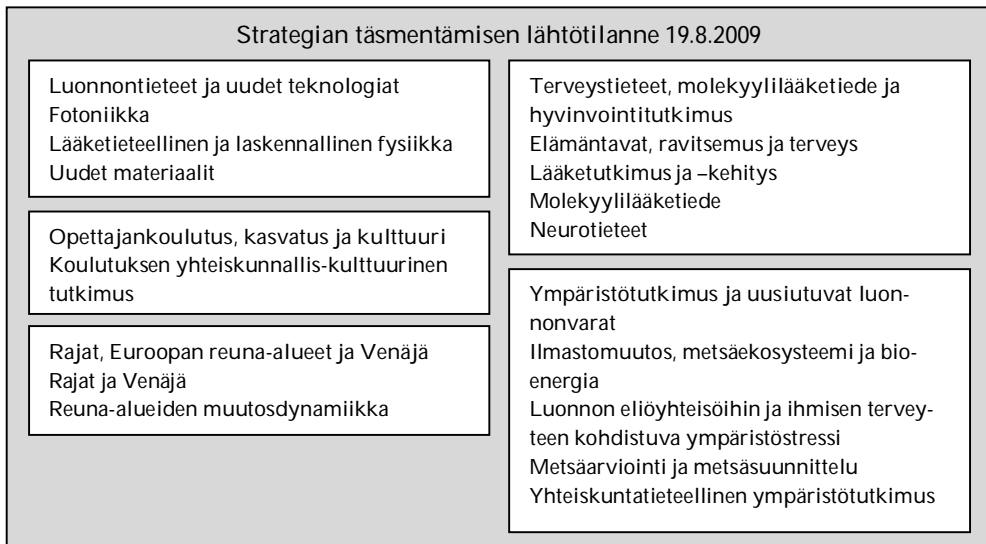 Strategian täsmentämisen lähtötilanne 19.8.2009
Luonnontieteet ja uudet teknologiat
Fotoniikka
Lääketieteellinen ja laskennallinen fysiikka
Uudet materiaalit
Opettajankoulutus, kasvatus ja kulttuuri
Koulutuksen yhteiskunnallis-kulttuurinen
tutkimus
Rajat, Euroopan reuna-alueet ja Venäjä
Rajat ja Venäjä
Reuna-alueiden muutosdynamiikka
Terveystieteet, molekyylilääketiede ja
hyvinvointitutkimus
Elämäntavat, ravitsemus ja terveys
Lääketutkimus ja –kehitys
Molekyylilääketiede
Neurotieteet
Ympäristötutkimus ja uusiutuvat luon-
nonvarat
Ilmastomuutos, metsäekosysteemi ja bio-
energia
Luonnon eliöyhteisöihin ja ihmisen tervey-
teen kohdistuva ympäristöstressi
Metsäarviointi ja metsäsuunnittelu
Yhteiskuntatieteellinen ympäristötutkimus